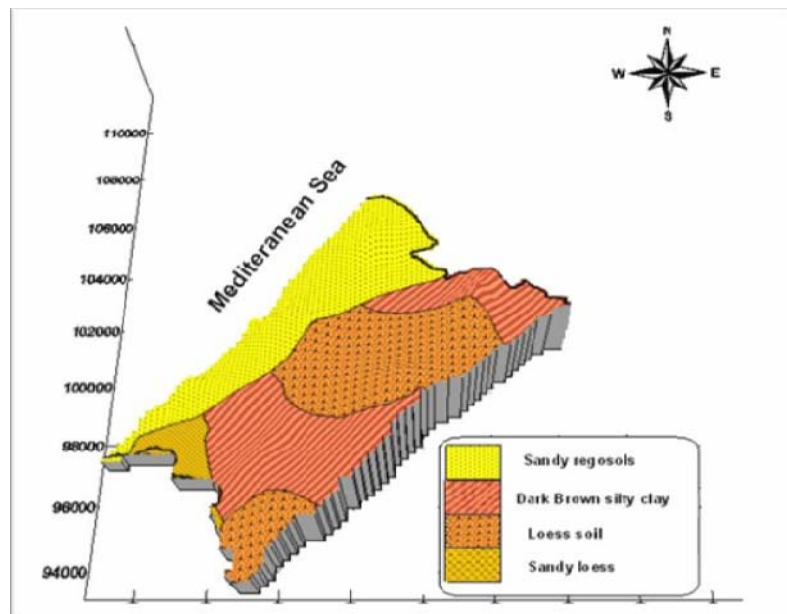 N
W E
S
110000
108000
106000
104000
102000
100000
98000
96000
94000
Mediteranean Sea
Sandy regosols
Dark Brown silty clay
Loess soil
Sandy loess